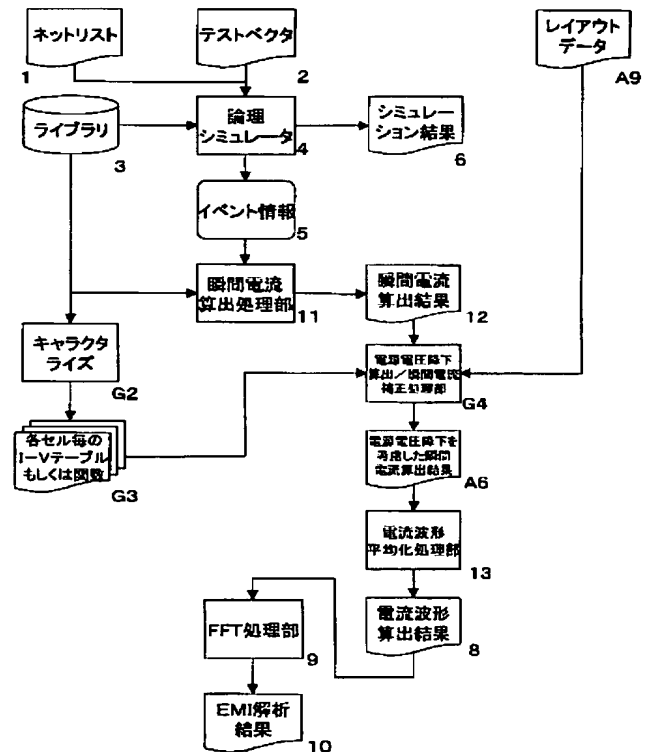 ネットリスト
1
テストベクタ
2
レイアウト
データ
A9
ライブラリ
3
論理
シミュレータ
4
シミュレー
ション結果
6
イベント情報
5
瞬間電流
算出処理部
11
瞬間電流
算出結果
12
キャラクタ
ライズ
G2
電源電圧降下
算出/瞬間電流
補正処理部
G4
各セル毎の
I-Vテーブル
もしくは関数
G3
電源電圧降下を
考慮した瞬間
電流算出結果
A6
電流波形
平均化処理部
13
FFT処理部
9
電流波形
算出結果
8
EMI解析
結果
10